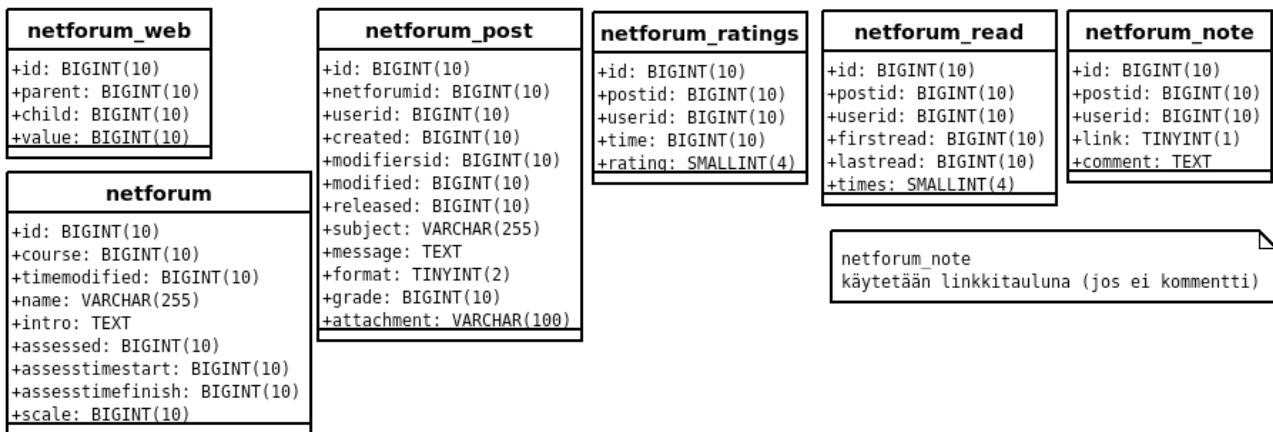 netforum_web
+id: BIGINT(10)
+parent: BIGINT(10)
+child: BIGINT(10)
+value: BIGINT(10)
netforum
+id: BIGINT(10)
+course: BIGINT(10)
+timemodified: BIGINT(10)
+name: VARCHAR(255)
+intro: TEXT
+assessed: BIGINT(10)
+assesstimestart: BIGINT(10)
+assesstimefinish: BIGINT(10)
+scale: BIGINT(10)
netforum_post
+id: BIGINT(10)
+netforumid: BIGINT(10)
+userid: BIGINT(10)
+created: BIGINT(10)
+modifiersid: BIGINT(10)
+modified: BIGINT(10)
+released: BIGINT(10)
+subject: VARCHAR(255)
+message: TEXT
+format: TINYINT(2)
+grade: BIGINT(10)
+attachment: VARCHAR(100)
netforum_ratings
+id: BIGINT(10)
+postid: BIGINT(10)
+userid: BIGINT(10)
+time: BIGINT(10)
+rating: SMALLINT(4)
netforum_read
+id: BIGINT(10)
+postid: BIGINT(10)
+userid: BIGINT(10)
+firstread: BIGINT(10)
+lastread: BIGINT(10)
+times: SMALLINT(4)
netforum_note
+id: BIGINT(10)
+postid: BIGINT(10)
+userid: BIGINT(10)
+link: TINYINT(1)
+comment: TEXT
netforum_note
käytetään linkkitauluna (jos ei kommentti)